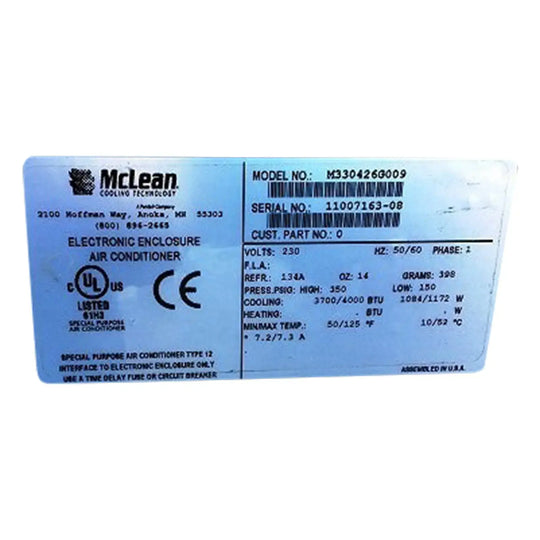 McLean
COOLING TECHNOLOGY
A Pentair Company
2100 Hoffman Way, Anoka, MN 55303
(800) 896-2665
ELECTRONIC ENCLOSURE
AIR CONDITIONER
C UL US
LISTED
61H3
SPECIAL PURPOSE
AIR CONDITIONER
CE
SPECIAL PURPOSE AIR CONDITIONER TYPE 12
INTERFACE TO ELECTRONIC ENCLOSURE ONLY
USE A TIME DELAY FUSE OR CIRCUIT BREAKER
MODEL NO.: M330426G009
SERIAL NO.: 11007163-08
CUST. PART NO.: 0
VOLTS: 230 HZ: 50/60 PHASE: 1
F.L.A.:
REFR.: 134A OZ: 14 GRAMS: 398
PRESS.PSIG: HIGH: 350 LOW: 150
COOLING: 3700/4000 BTU 1084/1172 W
HEATING: . BTU . W
MIN/MAX TEMP.: 50/125 °F 10/52 °C
* 7.2/7.3 A
ASSEMBLED IN U.S.A.